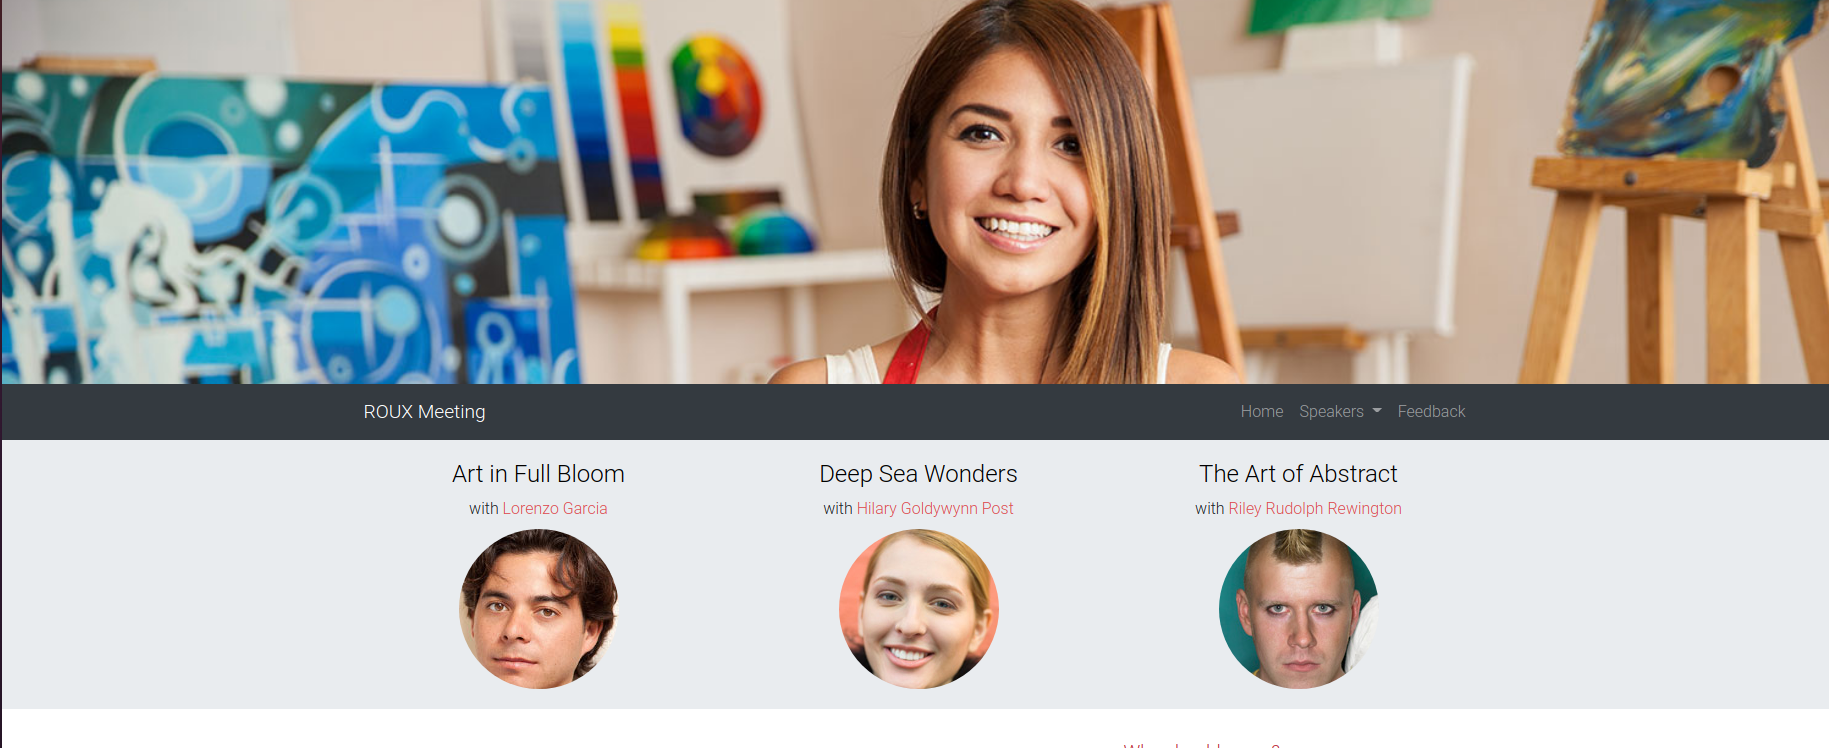 ROUX Meeting
Home Speakers Feedback
Art in Full Bloom
with Lorenzo Garcia
Deep Sea Wonders
with Hilary Goldywynn Post
The Art of Abstract
with Riley Rudolph Rewington